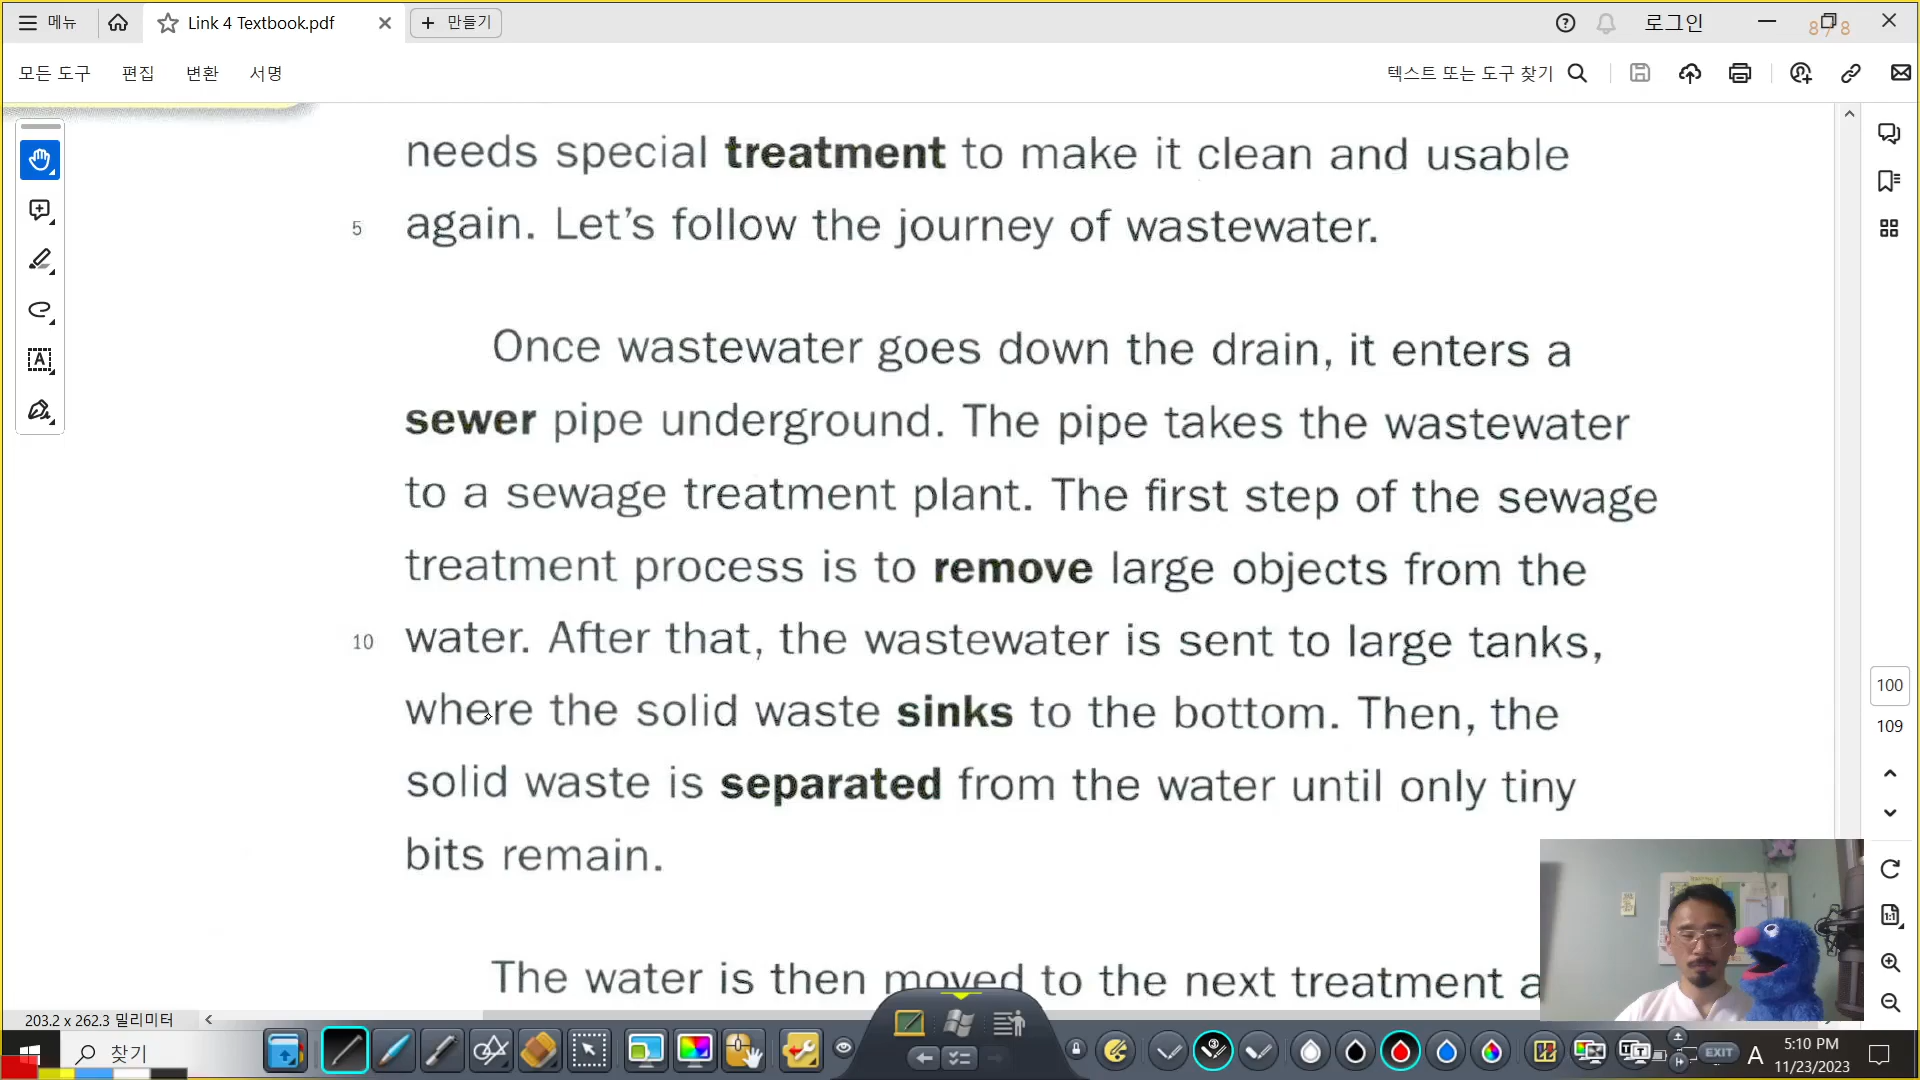 메뉴
Link 4 Textbook.pdf
만들기
로그인
8/8
모든 도구 편집 변환 서명
텍스트 또는 도구 찾기
needs special treatment to make it clean and usable
5 again. Let's follow the journey of wastewater.
Once wastewater goes down the drain, it enters a
sewer pipe underground. The pipe takes the wastewater
to a sewage treatment plant. The first step of the sewage
treatment process is to remove large objects from the
10 water. After that, the wastewater is sent to large tanks,
where the solid waste sinks to the bottom. Then, the
solid waste is separated from the water until only tiny
bits remain.
The water is then moved to the next treatment a
100
109
203.2 x 262.3 밀리미터
찾기
EXIT
A
5:10 PM
11/23/2023